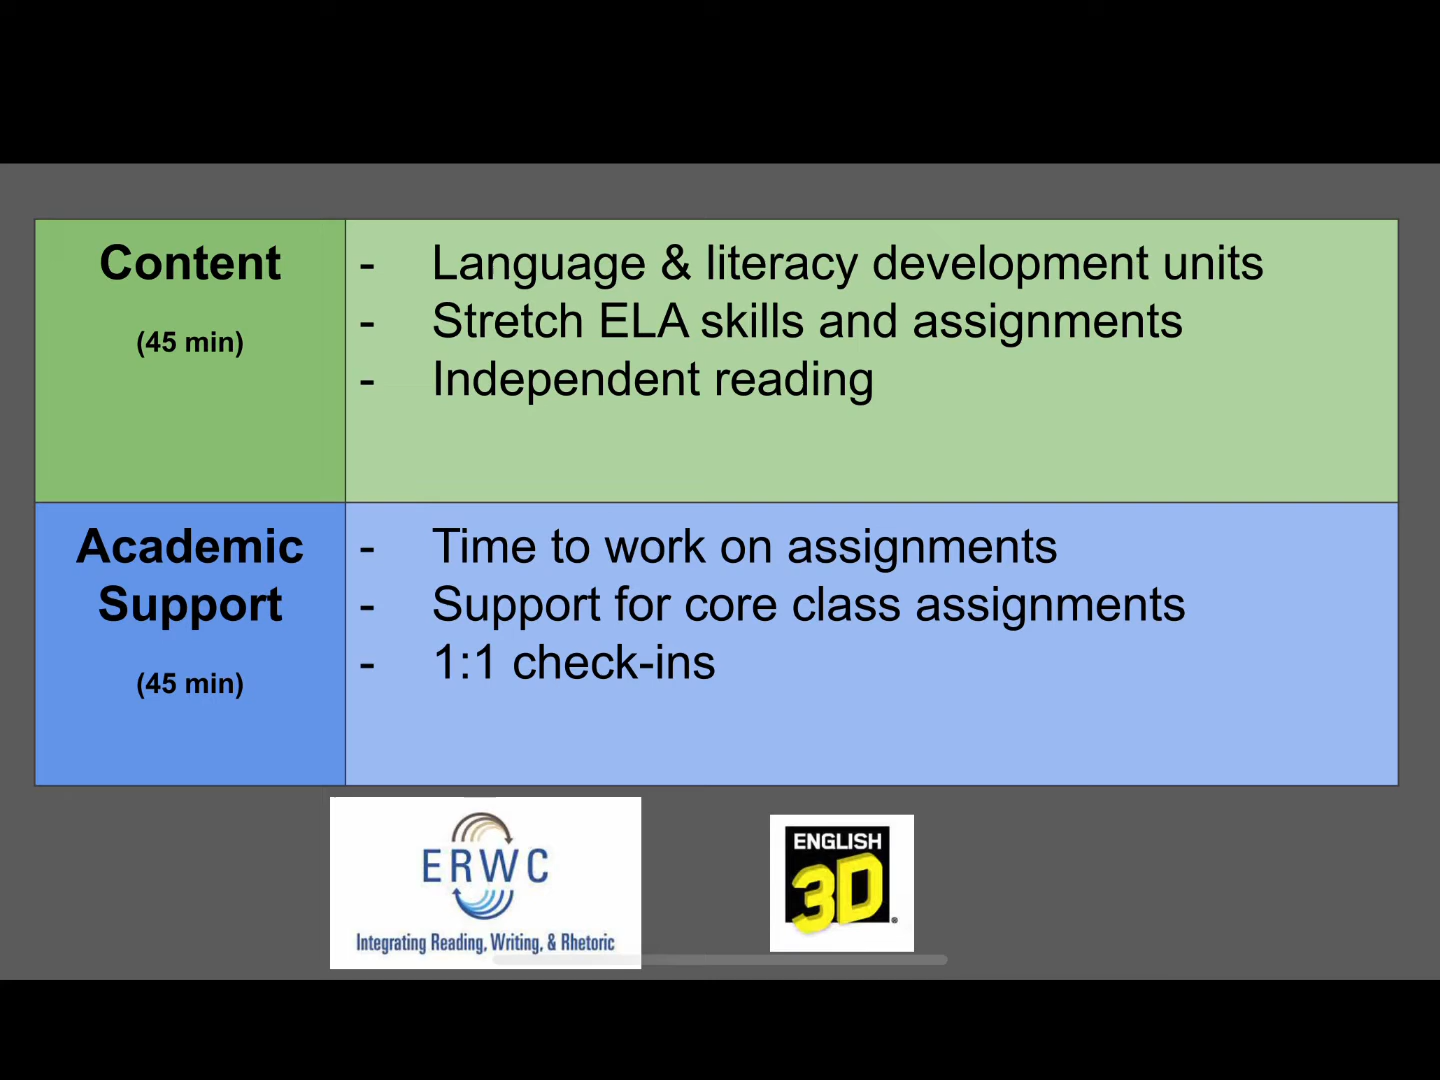 Content
(45 min)
- Language & literacy development units
- Stretch ELA skills and assignments
- Independent reading
Academic
Support
(45 min)
- Time to work on assignments
- Support for core class assignments
- 1:1 check-ins
ERWC
Integrating Reading, Writing, & Rhetoric
ENGLISH
3D®